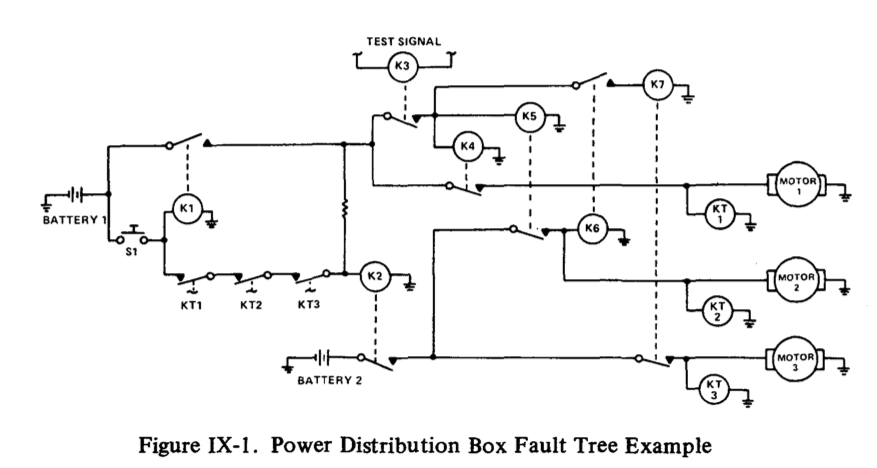 TEST SIGNAL
K3
K7
K5
K4
MOTOR
1
KT
1
BATTERY 1
K1
S1
K6
KT1
KT2
KT3
K2
MOTOR
2
KT
2
BATTERY 2
MOTOR
3
KT
3
Figure IX-1. Power Distribution Box Fault Tree Example